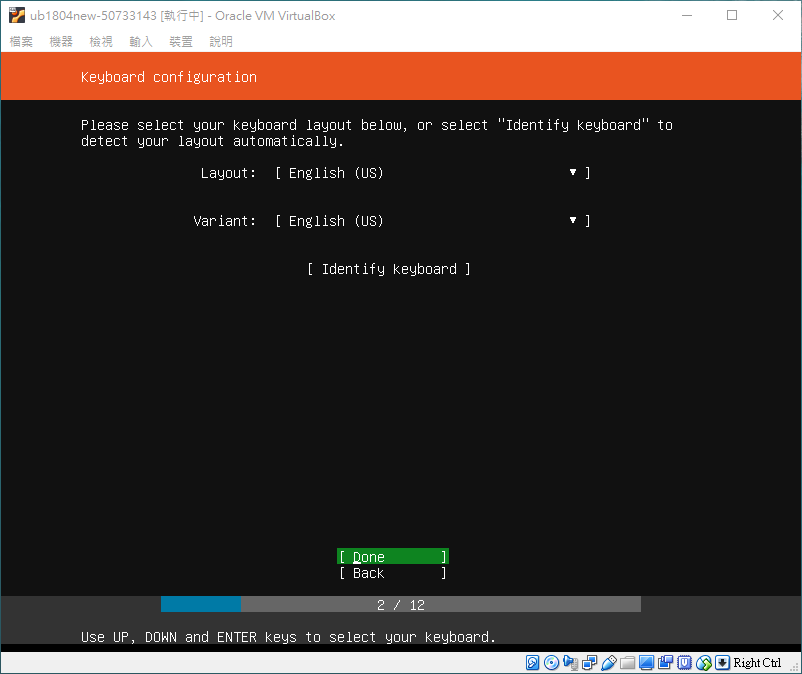 ub1804new-50733143 [執行中] - Oracle VM VirtualBox
檔案 機器 檢視 輸入 裝置 說明
Keyboard configuration
Please select your keyboard layout below, or select "Identify keyboard" to
detect your layout automatically.
Layout: [ English (US) ▼ ]
Variant: [ English (US) ▼ ]
[ Identify keyboard ]
[ Done ]
[ Back ]
2 / 12
Use UP, DOWN and ENTER keys to select your keyboard.
Right Ctrl